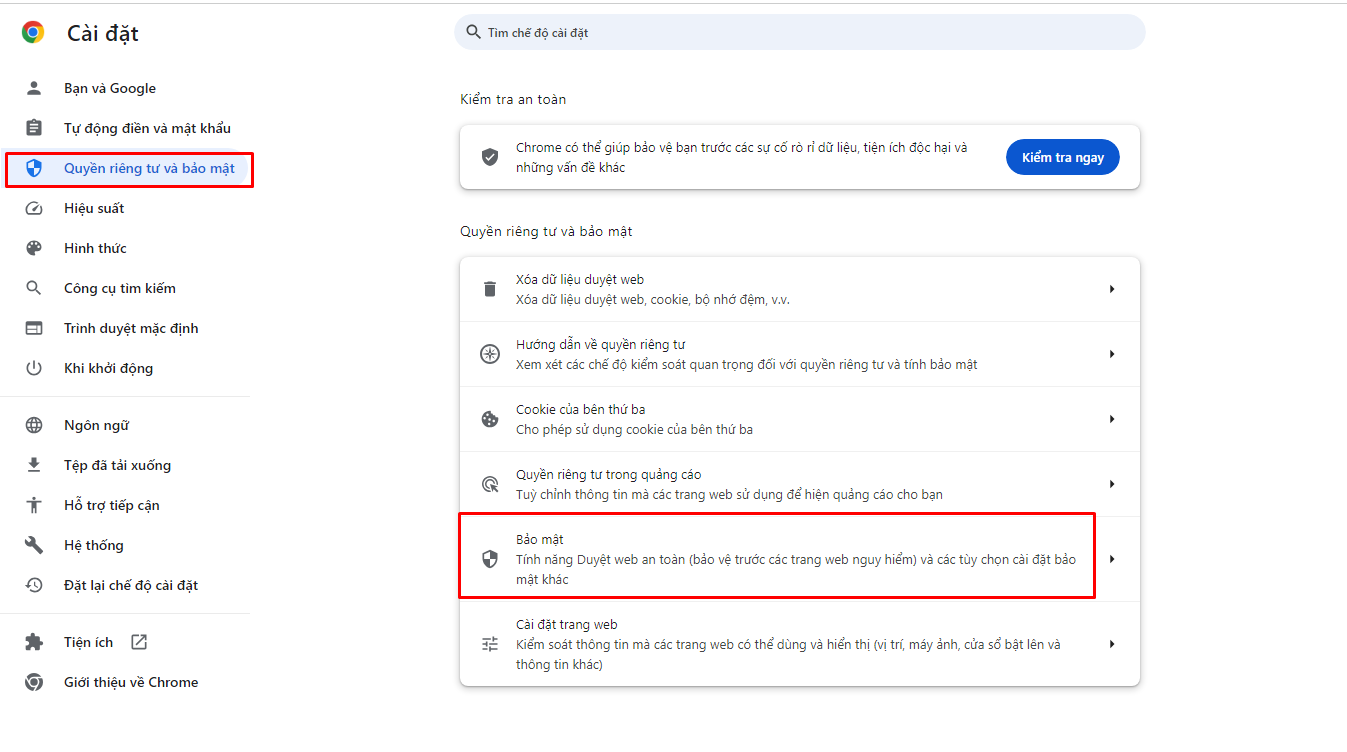 Cài đặt
Tìm chế độ cài đặt
Bạn và Google
Tự động điền và mật khẩu
Quyền riêng tư và bảo mật
Hiệu suất
Hình thức
Công cụ tìm kiếm
Trình duyệt mặc định
Khi khởi động
Ngôn ngữ
Tệp đã tải xuống
Hỗ trợ tiếp cận
Hệ thống
Đặt lại chế độ cài đặt
Tiện ích
Giới thiệu về Chrome
Kiểm tra an toàn
Chrome có thể giúp bảo vệ bạn trước các sự cố rò rỉ dữ liệu, tiện ích độc hại và
những vấn đề khác
Kiểm tra ngay
Quyền riêng tư và bảo mật
Xóa dữ liệu duyệt web
Xóa dữ liệu duyệt web, cookie, bộ nhớ đệm, v.v.
Hướng dẫn về quyền riêng tư
Xem xét các chế độ kiểm soát quan trọng đối với quyền riêng tư và tính bảo mật
Cookie của bên thứ ba
Cho phép sử dụng cookie của bên thứ ba
Quyền riêng tư trong quảng cáo
Tuỳ chỉnh thông tin mà các trang web sử dụng để hiện quảng cáo cho bạn
Bảo mật
Tính năng Duyệt web an toàn (bảo vệ trước các trang web nguy hiểm) và các tùy chọn cài đặt bảo
mật khác
Cài đặt trang web
Kiểm soát thông tin mà các trang web có thể dùng và hiển thị (vị trí, máy ảnh, cửa sổ bật lên và
thông tin khác)